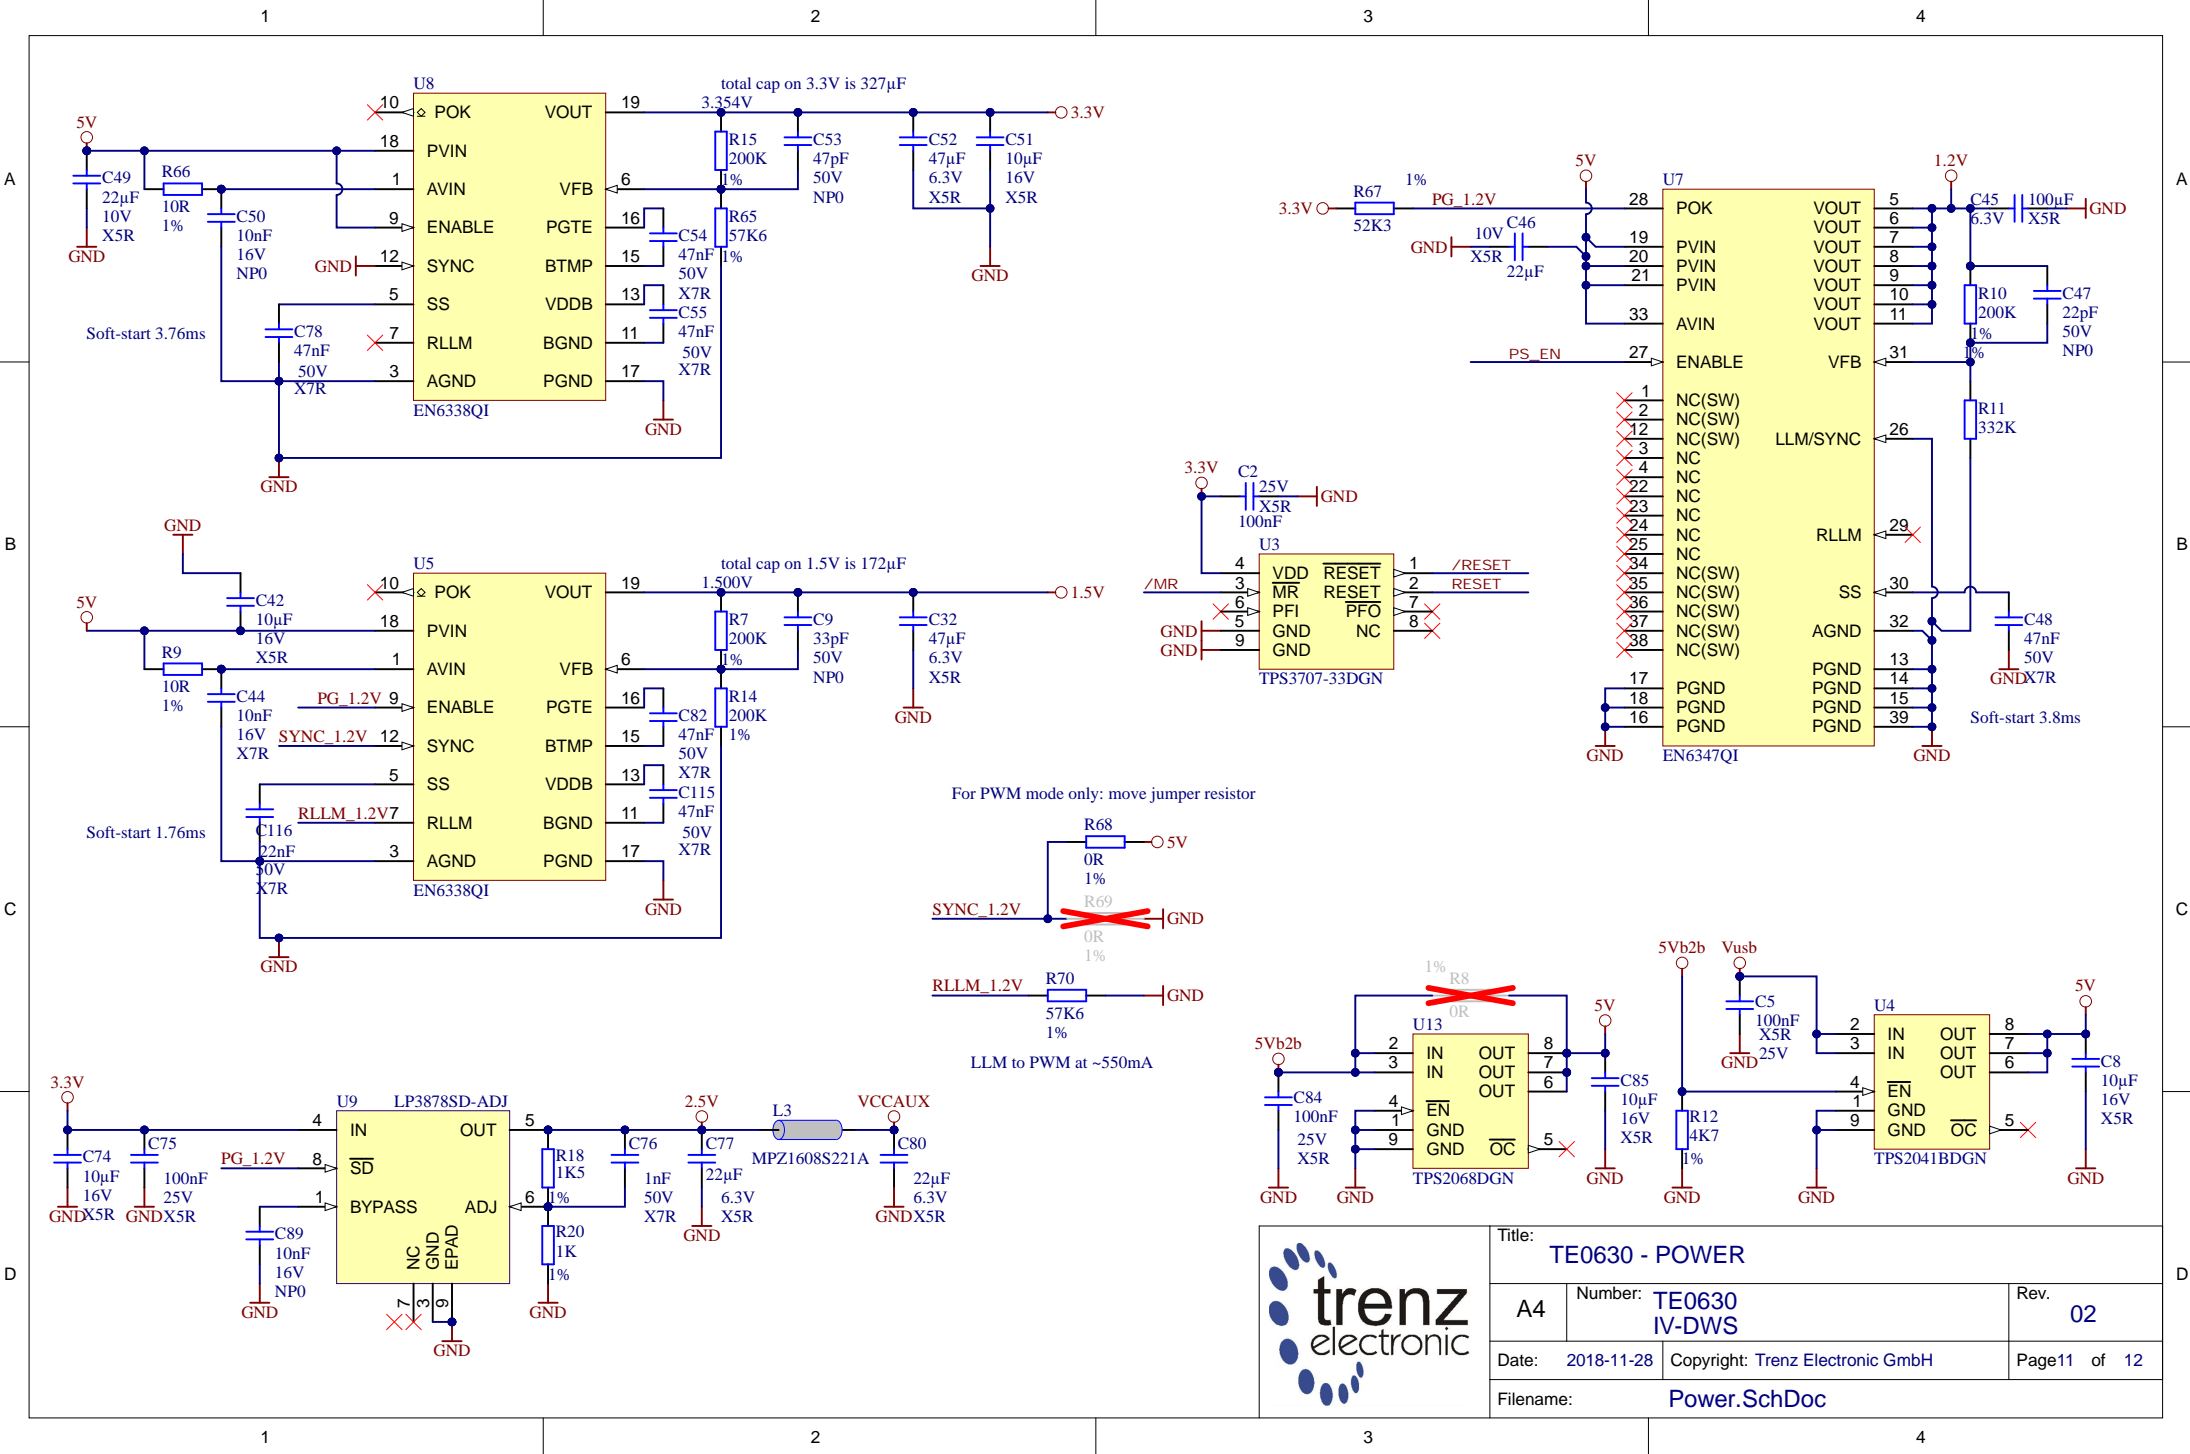 1 2 3 4
A
B
C
D
U8
total cap on 3.3V is 327µF
3.354V
3.3V
5V
10 POK VOUT 19
18 PVIN
1 AVIN VFB 6
9 ENABLE PGTE 16
12 SYNC BTMP 15
5 SS VDDB 13
7 RLLM BGND 11
3 AGND PGND 17
EN6338QI
C49
22µF
10V
X5R
GND
R66
10R
1%
C50
10nF
16V
NP0
GND
C78
47nF
50V
X7R
Soft-start 3.76ms
GND
R15
200K
1%
C53
47pF
50V
NP0
C52
47µF
6.3V
X5R
C51
10µF
16V
X5R
GND
R65
57K6
1%
C54
47nF
50V
X7R
C55
47nF
50V
X7R
GND
GND
U5
total cap on 1.5V is 172µF
1.500V
1.5V
5V
C42
10µF
16V
X5R
10 POK VOUT 19
18 PVIN
1 AVIN VFB 6
PG_1.2V 9 ENABLE PGTE 16
SYNC_1.2V 12 SYNC BTMP 15
5 SS VDDB 13
RLLM_1.2V 7 RLLM BGND 11
3 AGND PGND 17
EN6338QI
R9
10R
1%
C44
10nF
16V
X7R
C116
22nF
50V
X7R
Soft-start 1.76ms
GND
R7
200K
1%
C9
33pF
50V
NP0
C32
47µF
6.3V
X5R
GND
R14
200K
1%
C82
47nF
50V
X7R
C115
47nF
50V
X7R
GND
U7
5V
1.2V
3.3V
R67
52K3
1%
PG_1.2V
GND
10V
X5R
C46
22µF
28 POK VOUT 5
VOUT 6
19 PVIN VOUT 7
20 PVIN VOUT 8
21 PVIN VOUT 9
VOUT 10
33 AVIN VOUT 11
PS_EN 27 ENABLE VFB 31
1 NC(SW)
2 NC(SW)
12 NC(SW) LLM/SYNC 26
3 NC
4 NC
22 NC
23 NC
24 NC RLLM 29
25 NC
34 NC(SW)
35 NC(SW) SS 30
36 NC(SW)
37 NC(SW) AGND 32
38 NC(SW)
PGND 13
17 PGND PGND 14
18 PGND PGND 15
16 PGND PGND 39
GND
GND
EN6347QI
C45
6.3V
100µF
X5R
GND
R10
200K
1%
1%
C47
22pF
50V
NP0
R11
332K
C48
47nF
50V
X7R
GND
Soft-start 3.8ms
3.3V
C2
25V
X5R
100nF
GND
U3
4 VDD RESET 1 /RESET
/MR 3 MR RESET 2 RESET
6 PFI PFO 7
GND 5 GND NC 8
GND 9 GND
TPS3707-33DGN
For PWM mode only: move jumper resistor
R68
0R
1%
5V
SYNC_1.2V
R69
0R
1%
GND
RLLM_1.2V
R70
57K6
1%
GND
LLM to PWM at ~550mA
1%
R8
0R
U13
5Vb2b
5V
2 IN OUT 8
3 IN OUT 7
OUT 6
4 EN
1 GND
9 GND OC 5
TPS2068DGN
C84
100nF
25V
X5R
GND
GND
C85
10µF
16V
X5R
GND
5Vb2b
Vusb
C5
100nF
X5R
25V
GND
U4
5V
2 IN OUT 8
3 IN OUT 7
OUT 6
4 EN
1 GND
9 GND OC 5
TPS2041BDGN
R12
4K7
1%
GND
GND
C8
10µF
16V
X5R
GND
3.3V
U9
LP3878SD-ADJ
4 IN OUT 5
PG_1.2V 8 SD
1 BYPASS ADJ 6
NC GND EPAD
7 3 9
GND
C74
10µF
16V
X5R
GND
C75
100nF
25V
X5R
GND
C89
10nF
16V
NP0
GND
R18
1K5
1%
R20
1K
1%
GND
C76
1nF
50V
X7R
2.5V
C77
22µF
6.3V
X5R
GND
L3
MPZ1608S221A
VCCAUX
C80
22µF
6.3V
X5R
GND
trenz
electronic
Title:
TE0630 - POWER
A4
Number: TE0630
IV-DWS
Rev.
02
Date: 2018-11-28 Copyright: Trenz Electronic GmbH Page11 of 12
Filename: Power.SchDoc
A
B
C
D
1 2 3 4